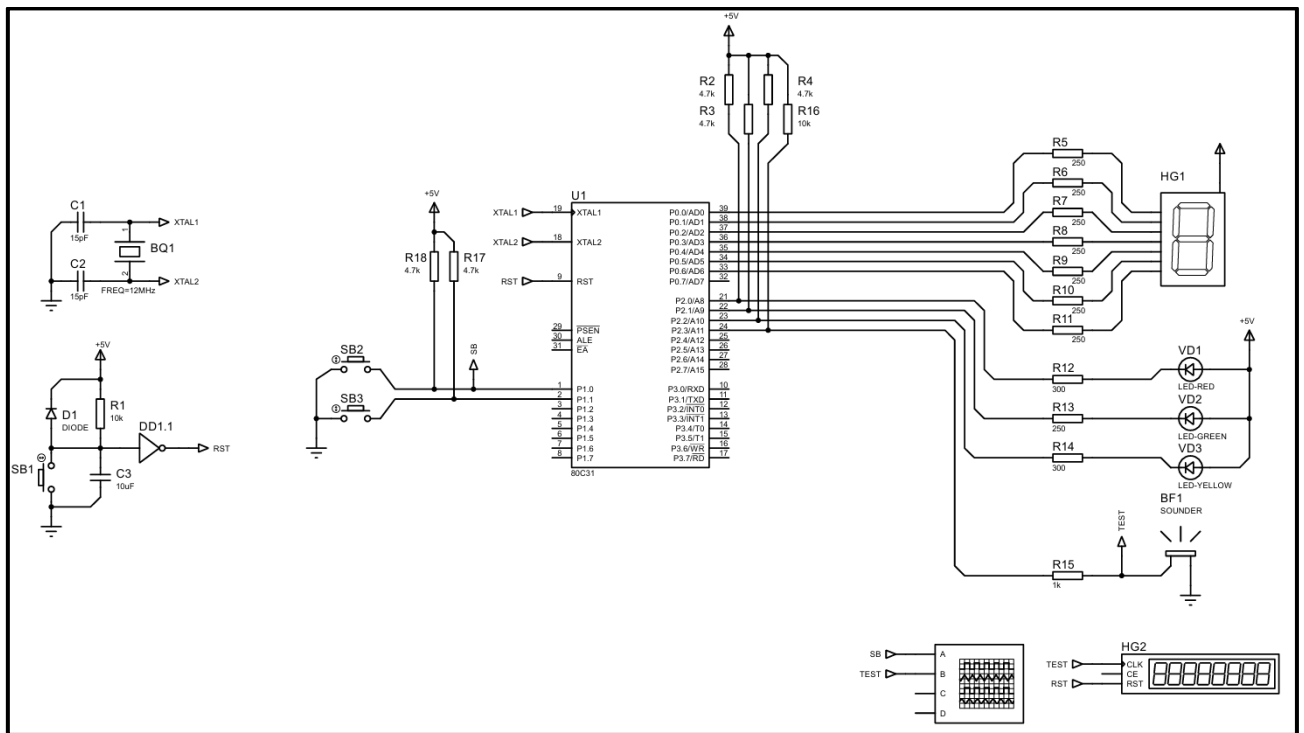 +5V
R2
4.7k
R3
4.7k
R4
4.7k
R16
10k
C1
15pF
XTAL1
1
BQ1
2
C2
15pF
XTAL2
FREQ=12MHz
+5V
R18
4.7k
R17
4.7k
SB2
SB3
SB
+5V
D1
DIODE
R1
10k
DD1.1
RST
SB1
C3
10uF
U1
XTAL1 19 XTAL1
XTAL2 18 XTAL2
RST 9 RST
29 PSEN
30 ALE
31 EA
1 P1.0
2 P1.1
3 P1.2
4 P1.3
5 P1.4
6 P1.5
7 P1.6
8 P1.7
80C31
P0.0/AD0 39
P0.1/AD1 38
P0.2/AD2 37
P0.3/AD3 36
P0.4/AD4 35
P0.5/AD5 34
P0.6/AD6 33
P0.7/AD7 32
P2.0/A8 21
P2.1/A9 22
P2.2/A10 23
P2.3/A11 24
P2.4/A12 25
P2.5/A13 26
P2.6/A14 27
P2.7/A15 28
P3.0/RXD 10
P3.1/TXD 11
P3.2/INT0 12
P3.3/INT1 13
P3.4/T0 14
P3.5/T1 15
P3.6/WR 16
P3.7/RD 17
R5
250
R6
250
R7
250
R8
250
R9
250
R10
250
R11
250
HG1
+5V
R12
300
VD1
LED-RED
R13
250
VD2
LED-GREEN
R14
300
VD3
LED-YELLOW
BF1
SOUNDER
TEST
R15
1k
SB A
TEST B
C
D
HG2
TEST CLK
CE
RST RST